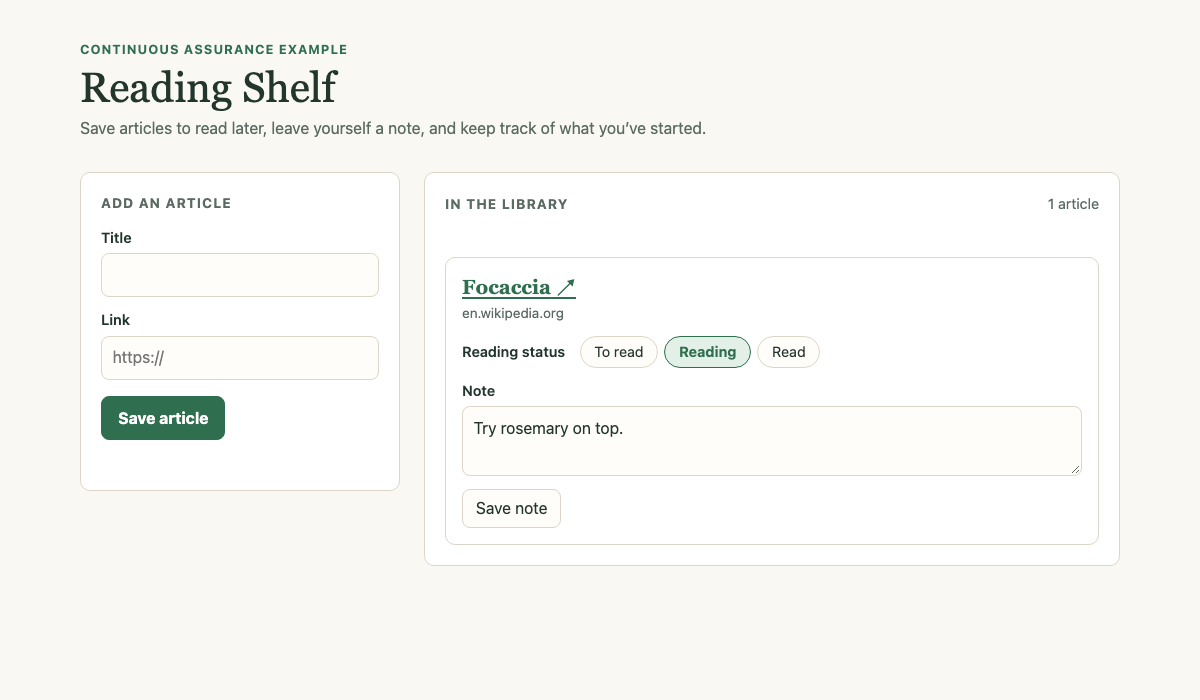 CONTINUOUS ASSURANCE EXAMPLE
Reading Shelf
Save articles to read later, leave yourself a note, and keep track of what you’ve started.
ADD AN ARTICLE
Title
Link
https://
Save article
IN THE LIBRARY
1 article
Focaccia ↗
en.wikipedia.org
Reading status To read Reading Read
Note
Try rosemary on top.
Save note